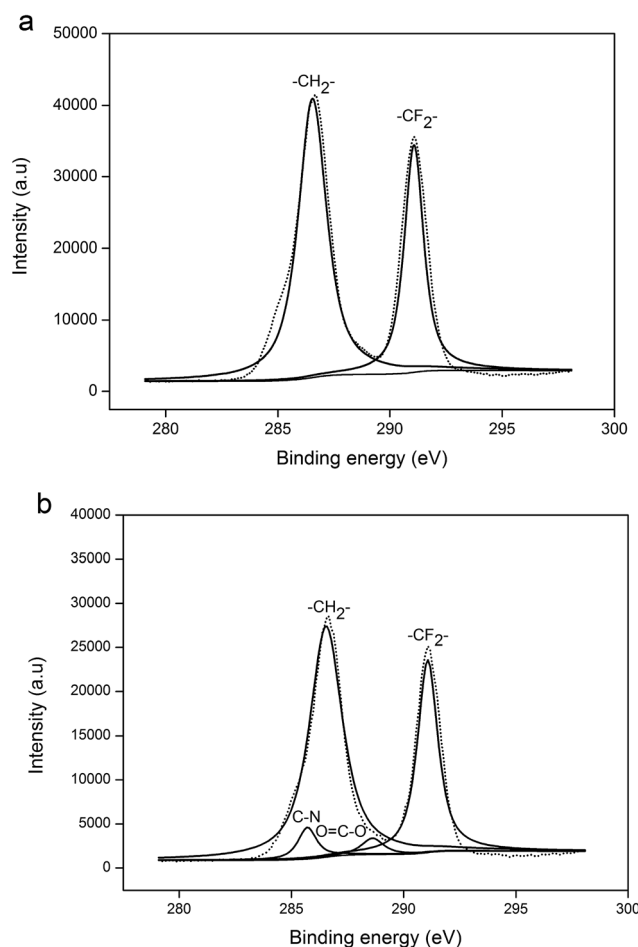 a
50000
40000
30000
20000
10000
0
Intensity (a.u)
-CH2-
-CF2-
280 285 290 295 300
Binding energy (eV)
b
40000
35000
30000
25000
20000
15000
10000
5000
0
Intensity (a.u)
-CH2-
-CF2-
C-N
O=C-O
280 285 290 295 300
Binding energy (eV)